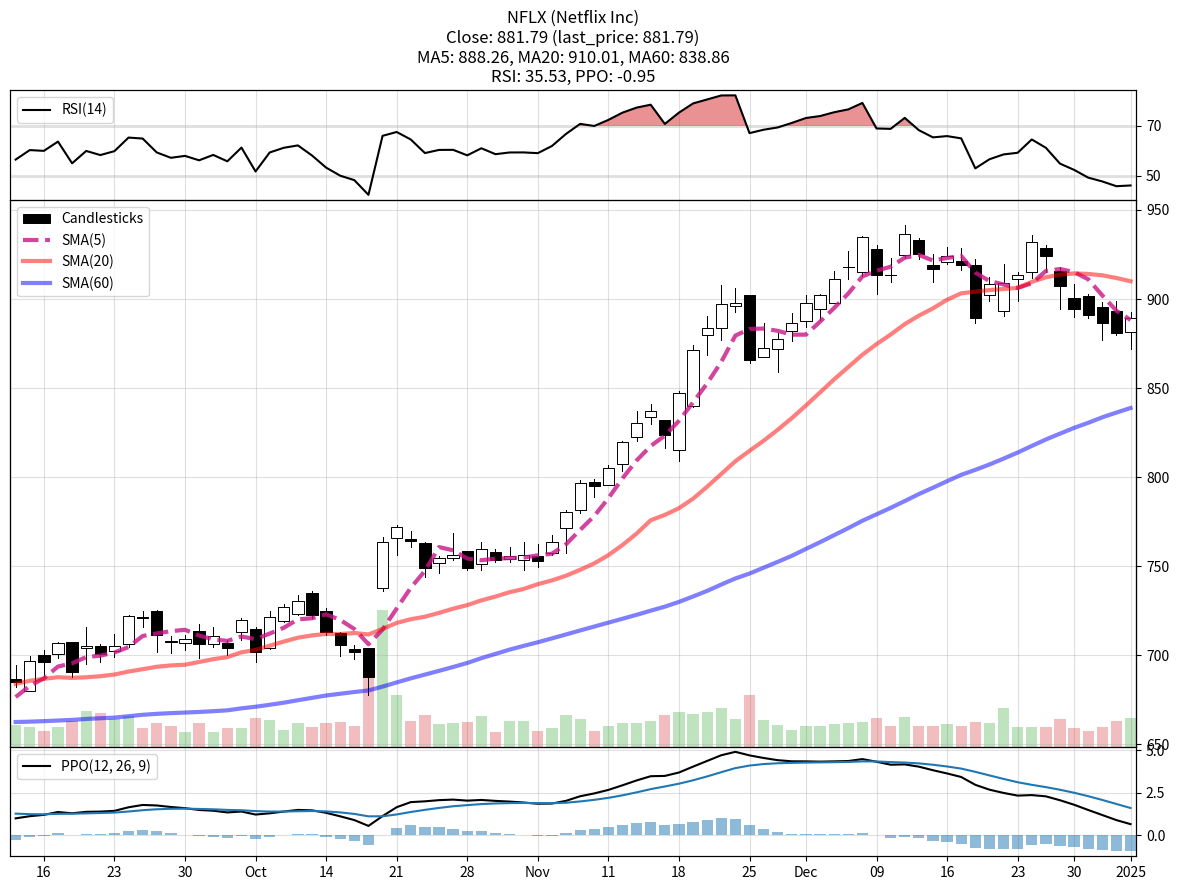 NFLX (Netflix Inc)
Close: 881.79 (last_price: 881.79)
MA5: 888.26, MA20: 910.01, MA60: 838.86
RSI: 35.53, PPO: -0.95
RSI(14)
70
50
Candlesticks
SMA(5)
SMA(20)
SMA(60)
950
900
850
800
750
700
650
PPO(12, 26, 9)
5.0
2.5
0.0
16 23 30 Oct 14 21 28 Nov 11 18 25 Dec 09 16 23 30 2025